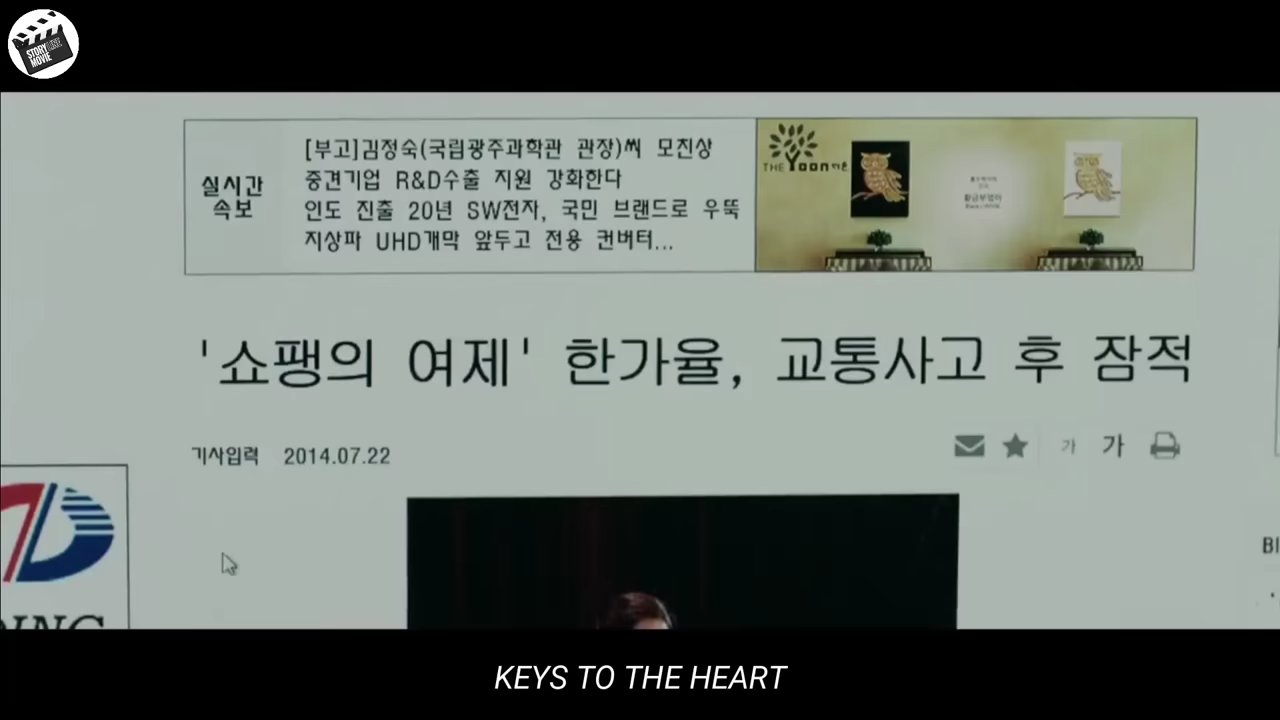 STORY
MOVIE
[부고]김정숙(국립광주과학관 관장)씨 모친상
실시간
속보
중견기업 R&D수출 지원 강화한다
인도 진출 20년 SW전자, 국민 브랜드로 우뚝
지상파 UHD개막 앞두고 전용 컨버터...
THE Yoon
'쇼팽의 여제' 한가율, 교통사고 후 잠적
기사입력 2014.07.22
가 가
KEYS TO THE HEART